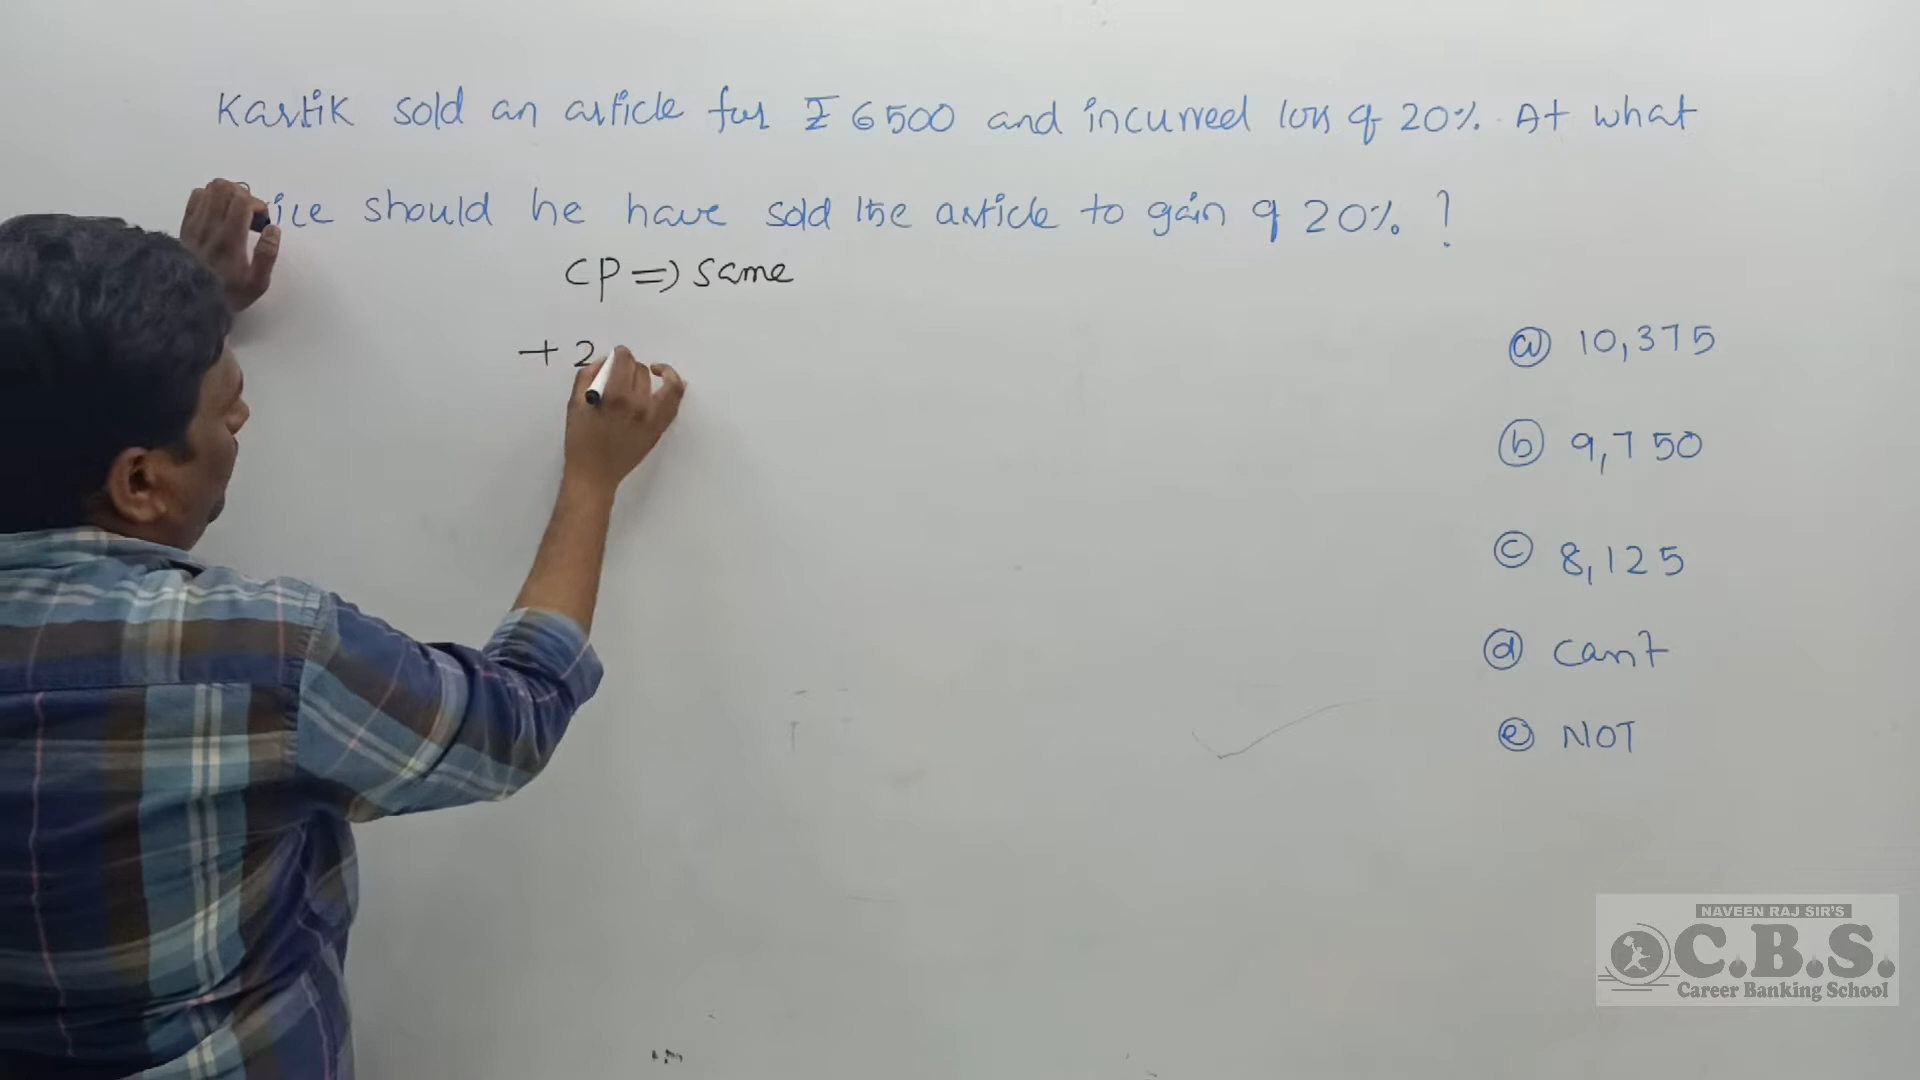 Kartik sold an article for ₹ 6500 and incurred loss of 20%. At what
should he have sold the article to gain of 20% ?
CP => same
+ 2
ⓐ 10,375
ⓑ 9,750
ⓒ 8,125
ⓓ can't
ⓔ NOT
NAVEEN RAJ SIR'S
C.B.S.
Career Banking School